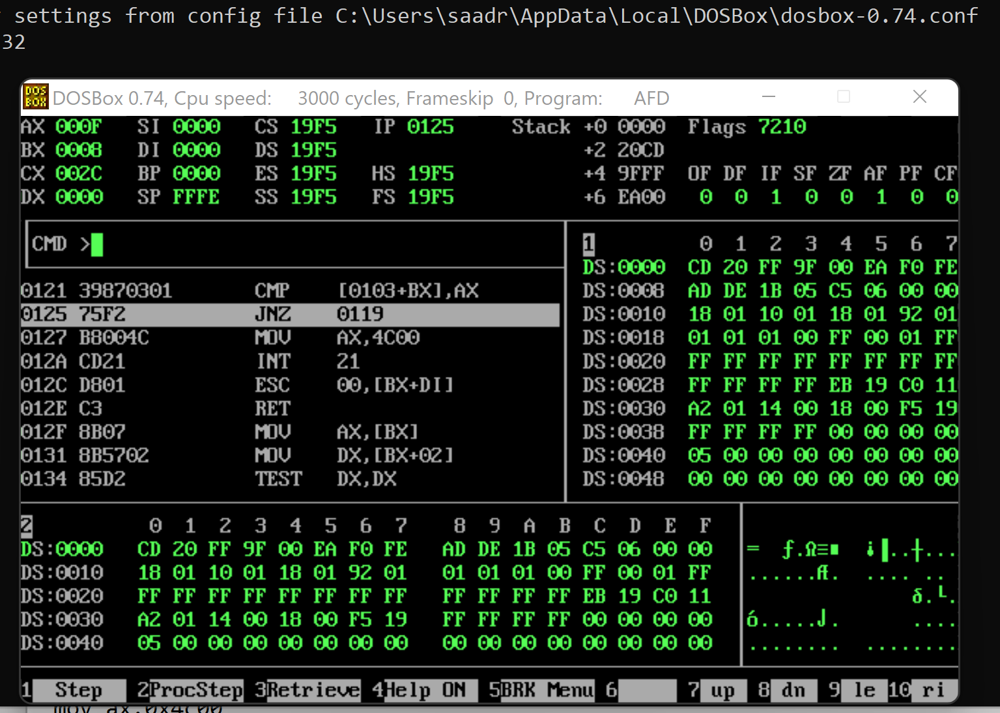 settings from config file C:\Users\saadr\AppData\Local\DOSBox\dosbox-0.74.conf
32
DOS BOX DOSBox 0.74, Cpu speed: 3000 cycles, Frameskip 0, Program: AFD
AX 000F SI 0000 CS 19F5 IP 0125 Stack +0 0000 Flags 7210
BX 0008 DI 0000 DS 19F5 +2 20CD
CX 002C BP 0000 ES 19F5 HS 19F5 +4 9FFF OF DF IF SF ZF AF PF CF
DX 0000 SP FFFE SS 19F5 FS 19F5 +6 EA00 0 0 1 0 0 1 0 0
CMD >
0121 39870301 CMP [0103+BX],AX
0125 75F2 JNZ 0119
0127 B8004C MOV AX,4C00
012A CD21 INT 21
012C D801 ESC 00,[BX+DI]
012E C3 RET
012F 8B07 MOV AX,[BX]
0131 8B5702 MOV DX,[BX+02]
0134 85D2 TEST DX,DX
1 0 1 2 3 4 5 6 7
DS:0000 CD 20 FF 9F 00 EA F0 FE
DS:0008 AD DE 1B 05 C5 06 00 00
DS:0010 18 01 10 01 18 01 92 01
DS:0018 01 01 01 00 FF 00 01 FF
DS:0020 FF FF FF FF FF FF FF FF
DS:0028 FF FF FF FF EB 19 C0 11
DS:0030 A2 01 14 00 18 00 F5 19
DS:0038 FF FF FF FF 00 00 00 00
DS:0040 05 00 00 00 00 00 00 00
DS:0048 00 00 00 00 00 00 00 00
2 0 1 2 3 4 5 6 7 8 9 A B C D E F
DS:0000 CD 20 FF 9F 00 EA F0 FE AD DE 1B 05 C5 06 00 00 = ƒ.Ω≡■ ¡▐..┼...
DS:0010 18 01 10 01 18 01 92 01 01 01 01 00 FF 00 01 FF ......ff. .... ..
DS:0020 FF FF FF FF FF FF FF FF FF FF FF FF EB 19 C0 11 δ.└.
DS:0030 A2 01 14 00 18 00 F5 19 FF FF FF FF 00 00 00 00 ó.....⌡. ....
DS:0040 05 00 00 00 00 00 00 00 00 00 00 00 00 00 00 00 ........ ........
1 Step 2ProcStep 3Retrieve 4Help ON 5BRK Menu 6 7 up 8 dn 9 le 10 ri
mov ax,0x4c00